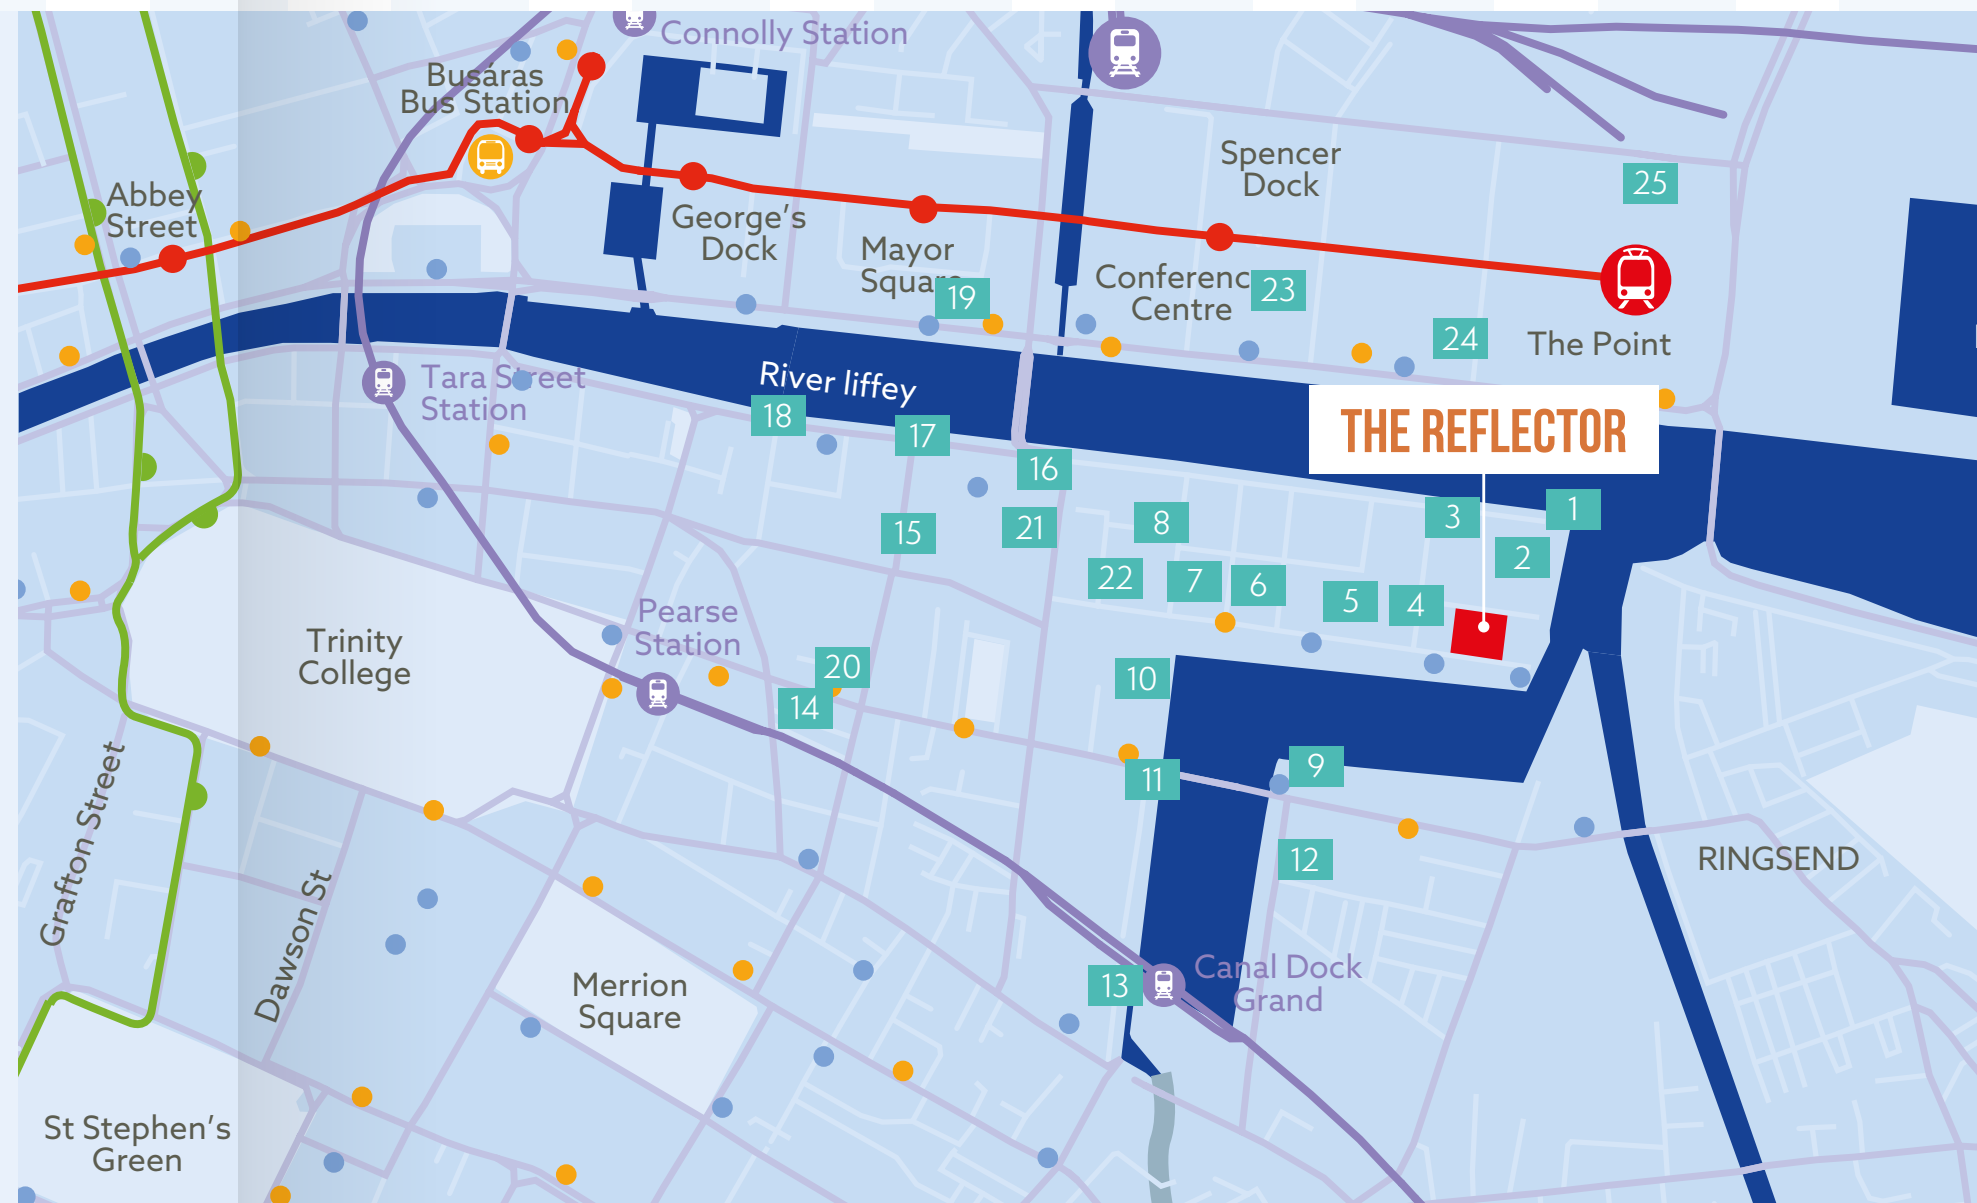 Connolly Station
Busáras
Bus Station
Spencer
Dock
25
Abbey
Street
George's
Dock
Mayor
Squa
19
Conferenc
Centre
23
24
The Point
Tara Street
Station
River liffey
THE REFLECTOR
18
17
16
15
21
8
3
1
2
22
7
6
5
4
Trinity
College
Pearse
Station
20
14
10
11
9
12
RINGSEND
Grafton Street
Dawson St
Merrion
Square
13
Canal Dock
Grand
St Stephen's
Green